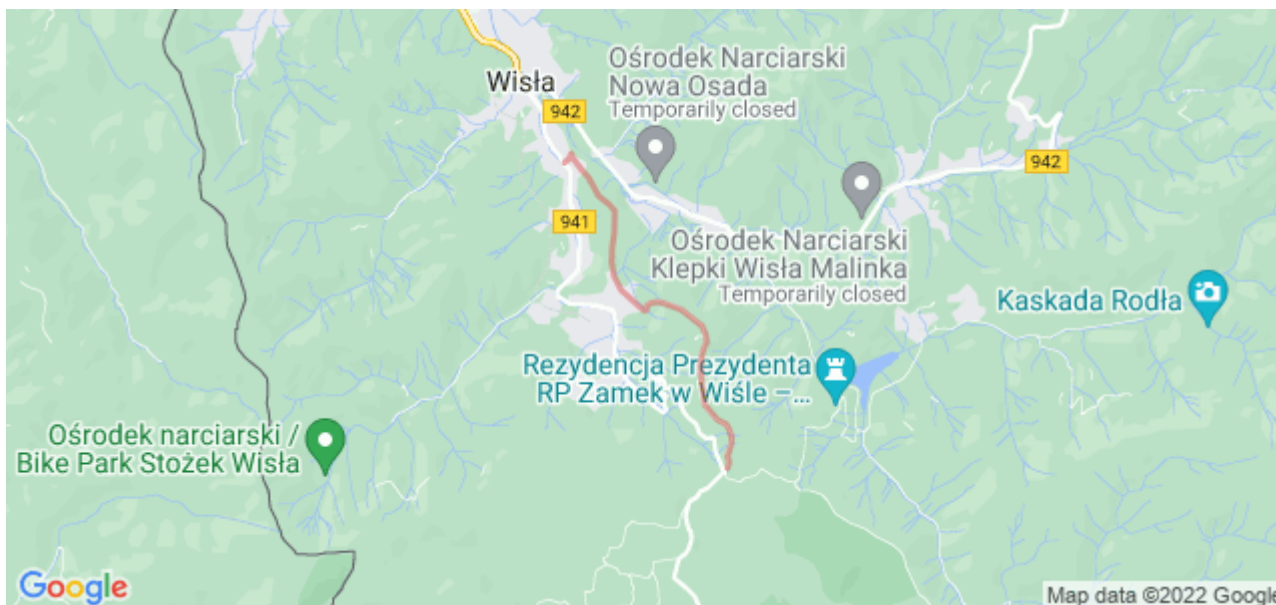 Wisła
942
Ośrodek Narciarski
Nowa Osada
Temporarily closed
942
941
Ośrodek Narciarski
Klepki Wisła Malinka
Temporarily closed
Kaskada Rodła
Rezydencja Prezydenta
RP Zamek w Wiśle –...
Ośrodek narciarski /
Bike Park Stożek Wisła
Google
Map data ©2022 Google